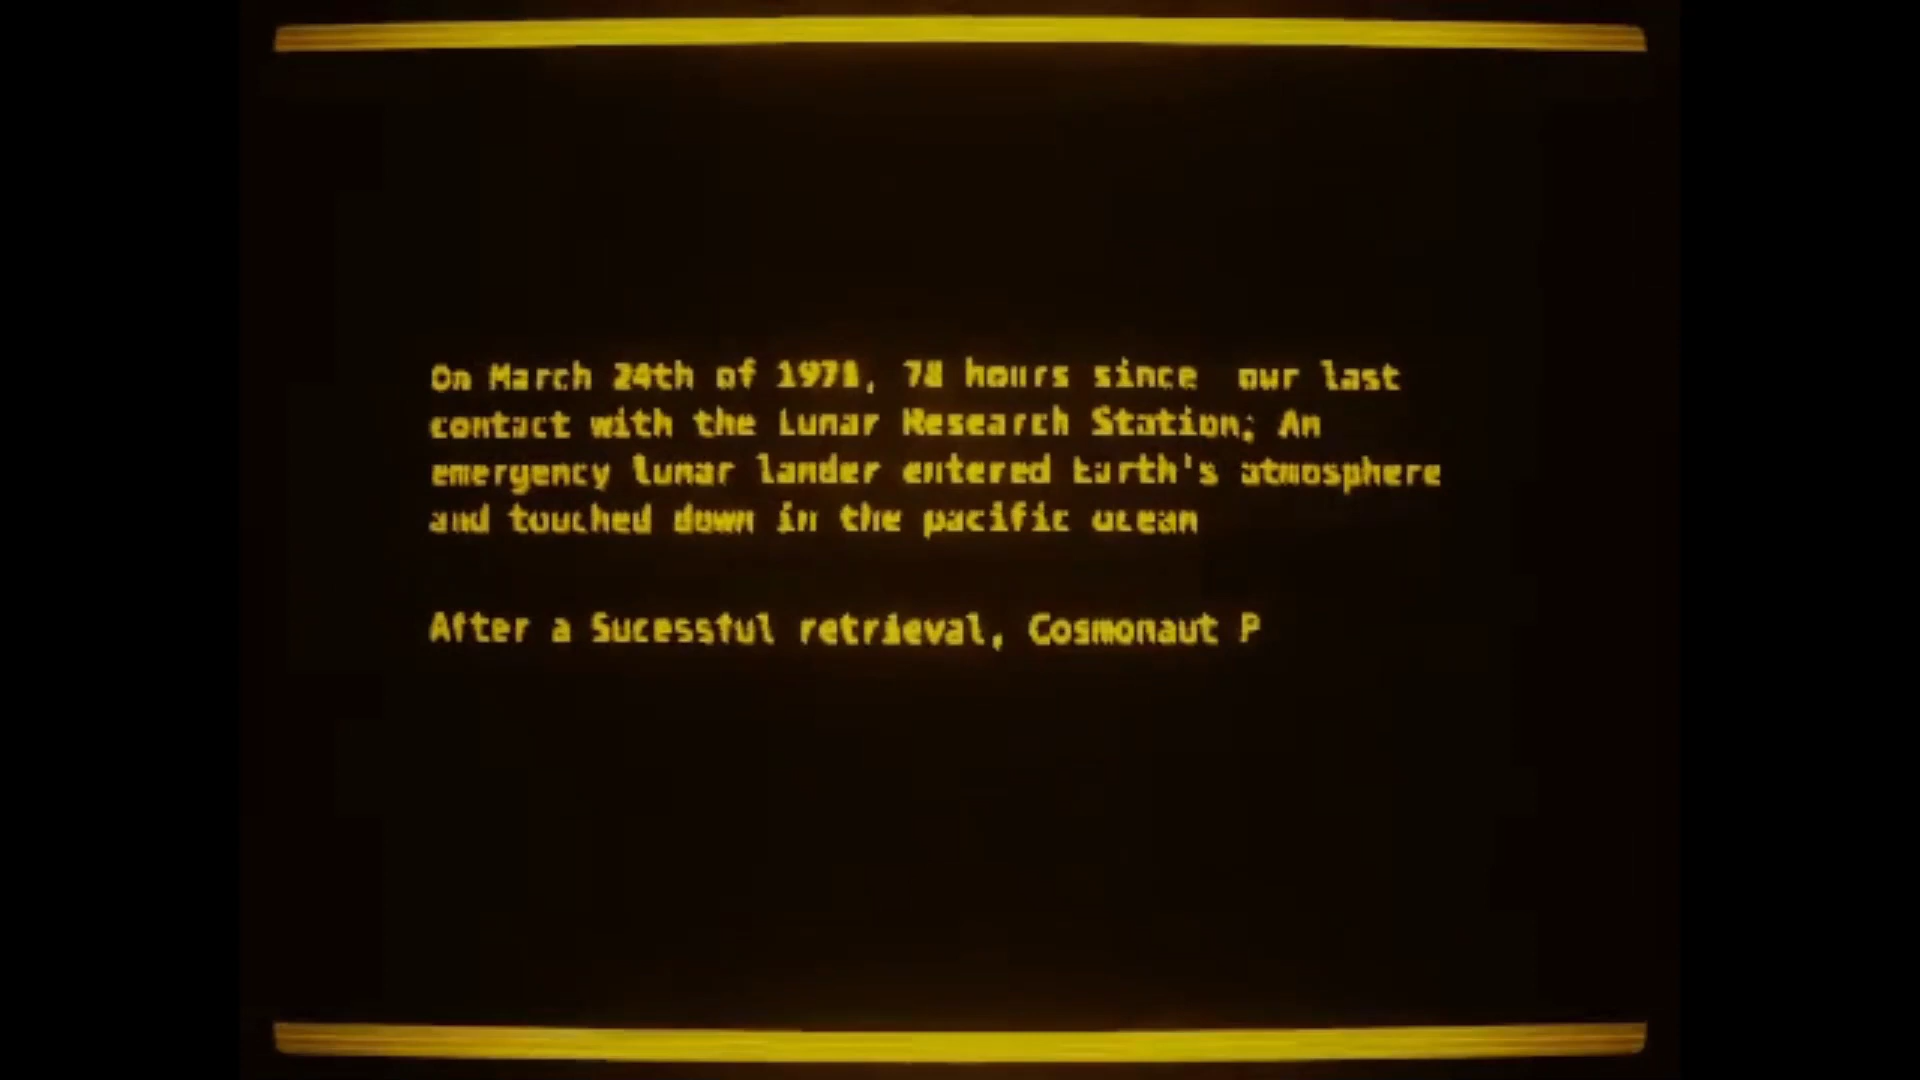 On March 24th of 78 hours since our last
contact with the Lunar Research Station; An
emergency lunar lander entered Earth's atmosphere
and touched down in the pacific ocean
After a Sucessful retrieval, Cosmonaut P